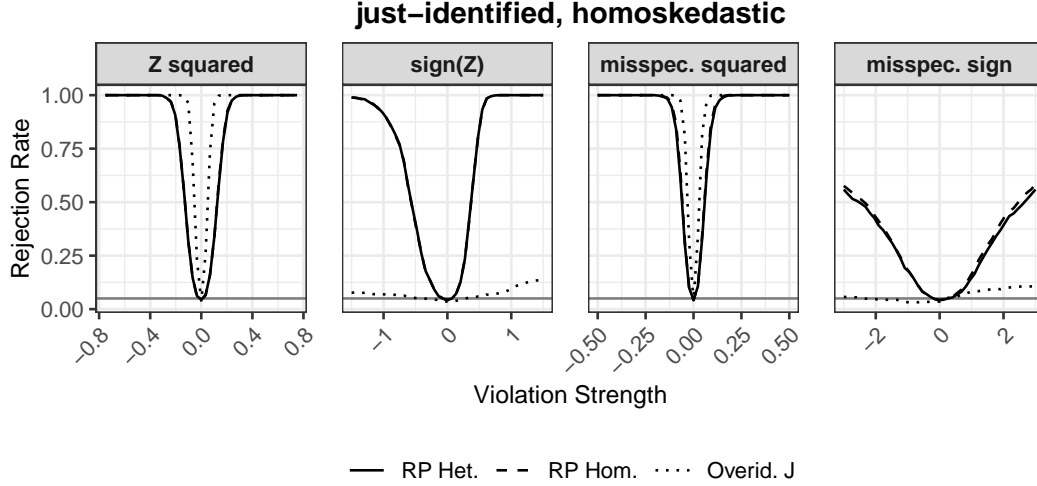 just−identified, homoskedastic
Z squared
sign(Z)
misspec. squared
misspec. sign
Rejection Rate
1.00
0.75
0.50
0.25
0.00
−0.8
−0.4
0.0
0.4
0.8
−1
0
1
−0.50
−0.25
0.00
0.25
0.50
−2
0
2
Violation Strength
RP Het. RP Hom. Overid. J